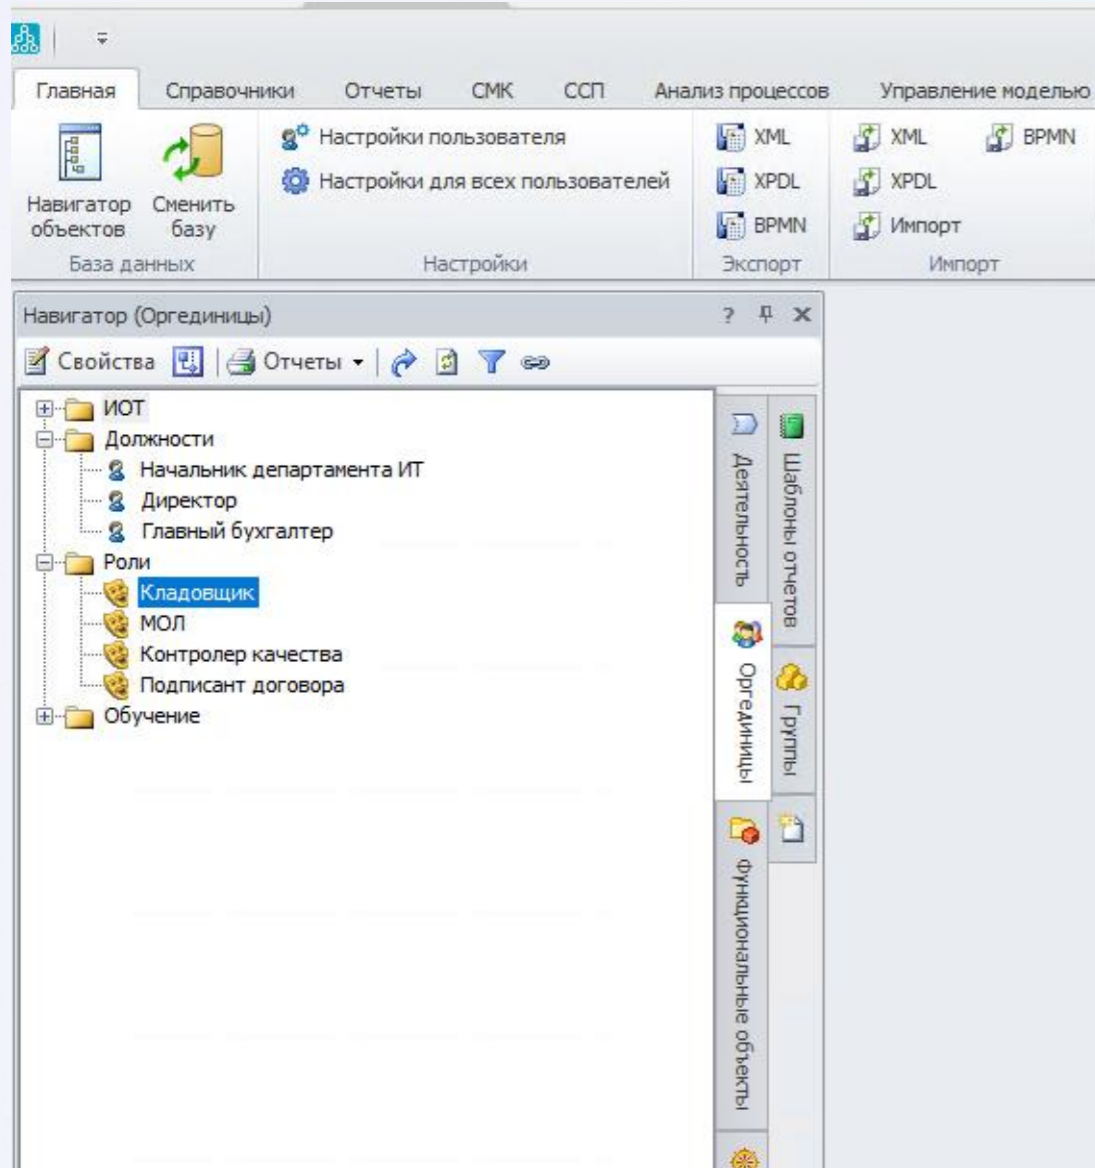 Главная Справочники Отчеты СМК ССП Анализ процессов Управление моделью
Настройки пользователя XML XML BPMN
Настройки для всех пользователей XPDL XPDL
Навигатор объектов Сменить базу BPMN Импорт
База данных Настройки Экспорт Импорт
Навигатор (Оргединицы) ?
Свойства Отчеты
ИОТ
Должности
Начальник департамента ИТ
Директор
Главный бухгалтер
Роли
Кладовщик
МОЛ
Контролер качества
Подписант договора
Обучение
Деятельность
Оргединицы
Функциональные объекты
Шаблоны отчетов
Группы